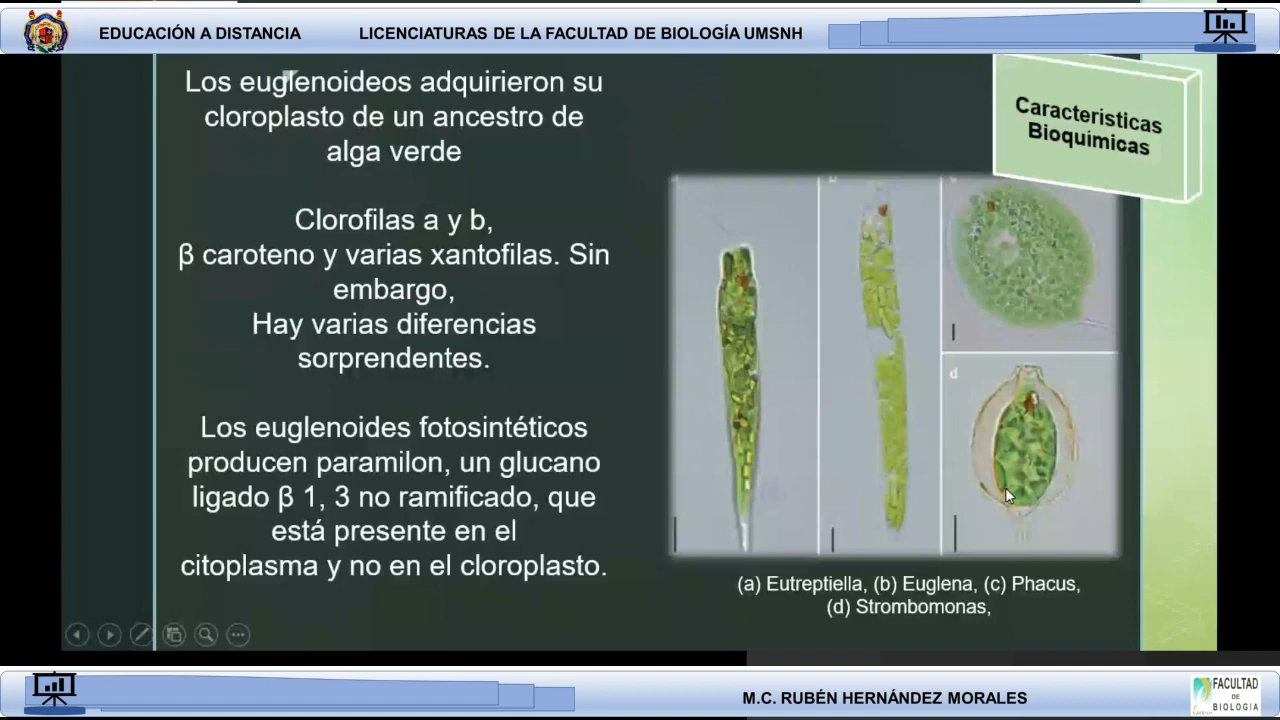 EDUCACIÓN A DISTANCIA
LICENCIATURAS DE LA FACULTAD DE BIOLOGÍA UMSNH
Los euglenoideos adquirieron su
cloroplasto de un ancestro de
alga verde
Clorofilas a y b,
β caroteno y varias xantofilas. Sin
embargo,
Hay varias diferencias
sorprendentes.
Los euglenoides fotosintéticos
producen paramilon, un glucano
ligado β 1, 3 no ramificado, que
está presente en el
citoplasma y no en el cloroplasto.
Caracteristicas
Bioquimicas
d
(a) Eutreptiella, (b) Euglena, (c) Phacus,
(d) Strombomonas,
M.C. RUBÉN HERNÁNDEZ MORALES
FACULTAD
DE
BIOLOGIA